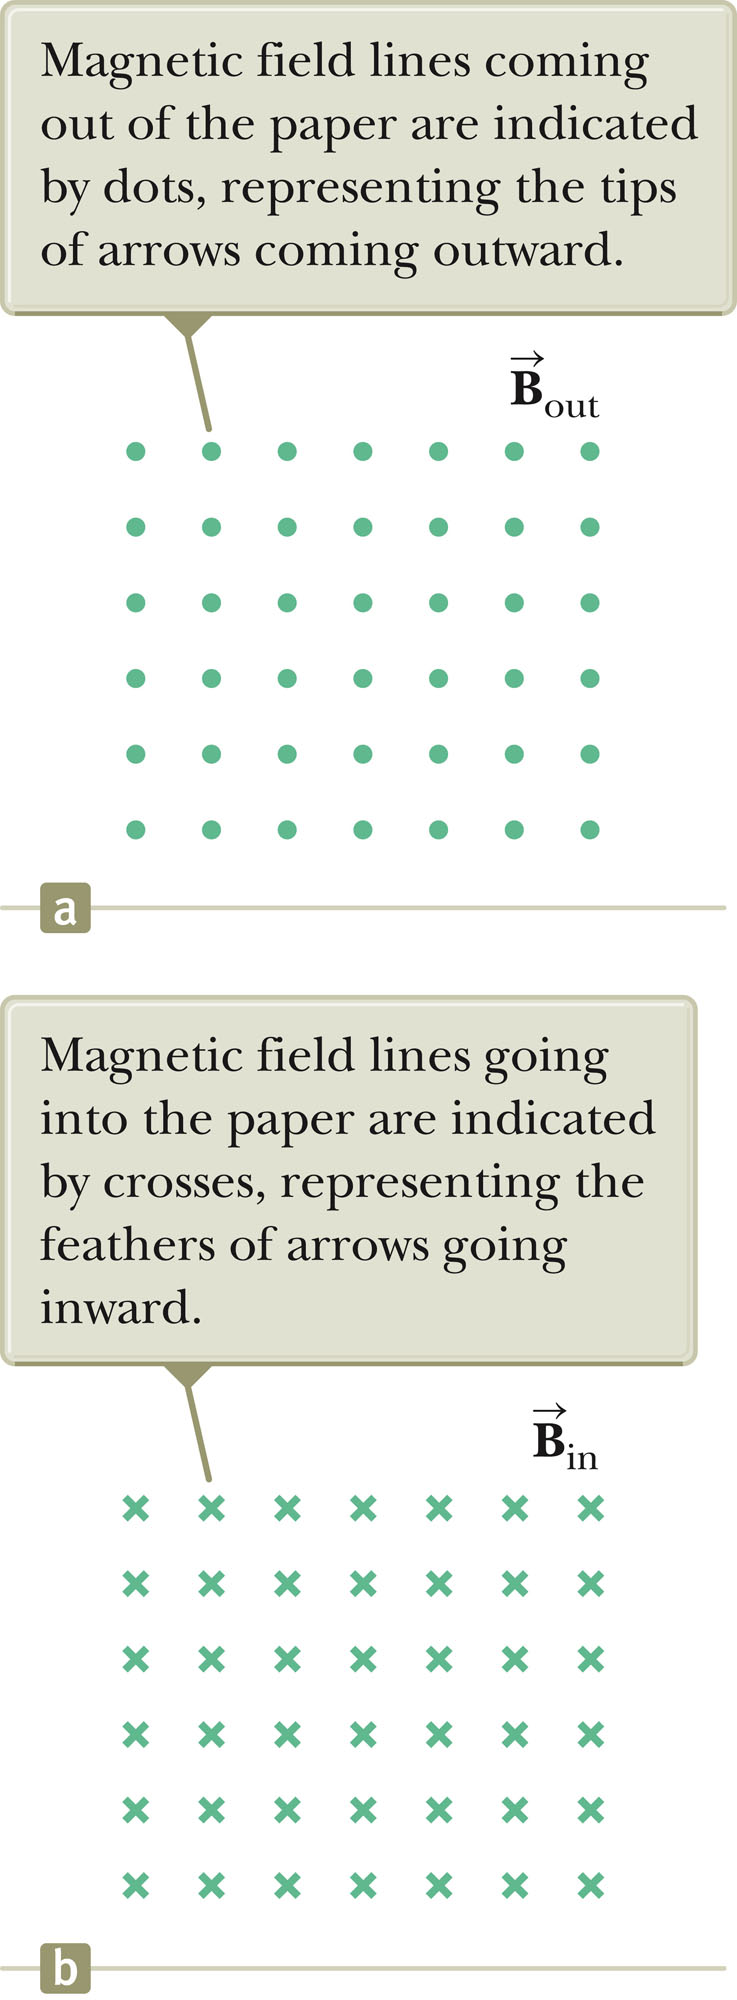 Magnetic field lines coming
out of the paper are indicated
by dots, representing the tips
of arrows coming outward.
B⃗out
a
Magnetic field lines going
into the paper are indicated
by crosses, representing the
feathers of arrows going
inward.
B⃗in
b